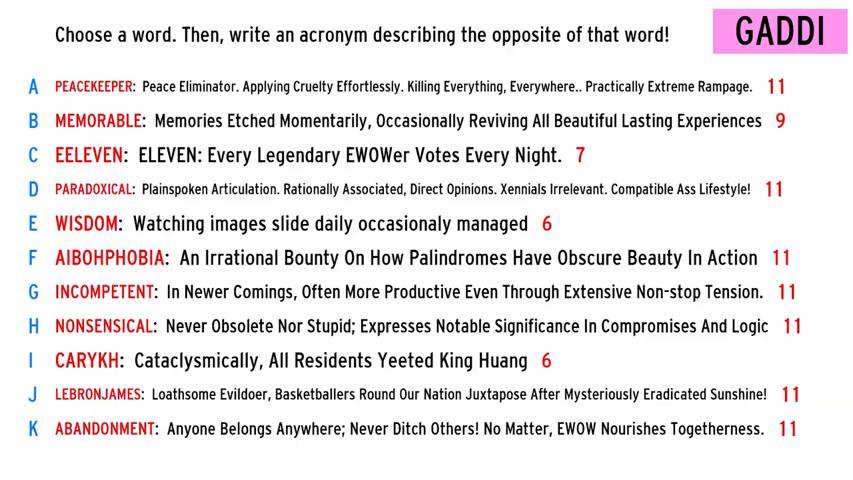 Choose a word. Then, write an acronym describing the opposite of that word!
GADDI
A PEACEKEEPER: Peace Eliminator. Applying Cruelty Effortlessly. Killing Everything, Everywhere.. Practically Extreme Rampage. 11
B MEMORABLE: Memories Etched Momentarily, Occasionally Reviving All Beautiful Lasting Experiences 9
C EELEVEN: ELEVEN: Every Legendary EWOWer Votes Every Night. 7
D PARADOXICAL: Plainspoken Articulation. Rationally Associated, Direct Opinions. Xennials Irrelevant. Compatible Ass Lifestyle! 11
E WISDOM: Watching images slide daily occasionaly managed 6
F AIBOHPHOBIA: An Irrational Bounty On How Palindromes Have Obscure Beauty In Action 11
G INCOMPETENT: In Newer Comings, Often More Productive Even Through Extensive Non-stop Tension. 11
H NONSENSICAL: Never Obsolete Nor Stupid; Expresses Notable Significance In Compromises And Logic 11
I CARYKH: Cataclysmically, All Residents Yeeted King Huang 6
J LEBRONJAMES: Loathsome Evildoer, Basketballers Round Our Nation Juxtapose After Mysteriously Eradicated Sunshine! 11
K ABANDONMENT: Anyone Belongs Anywhere; Never Ditch Others! No Matter, EWOW Nourishes Togetherness. 11